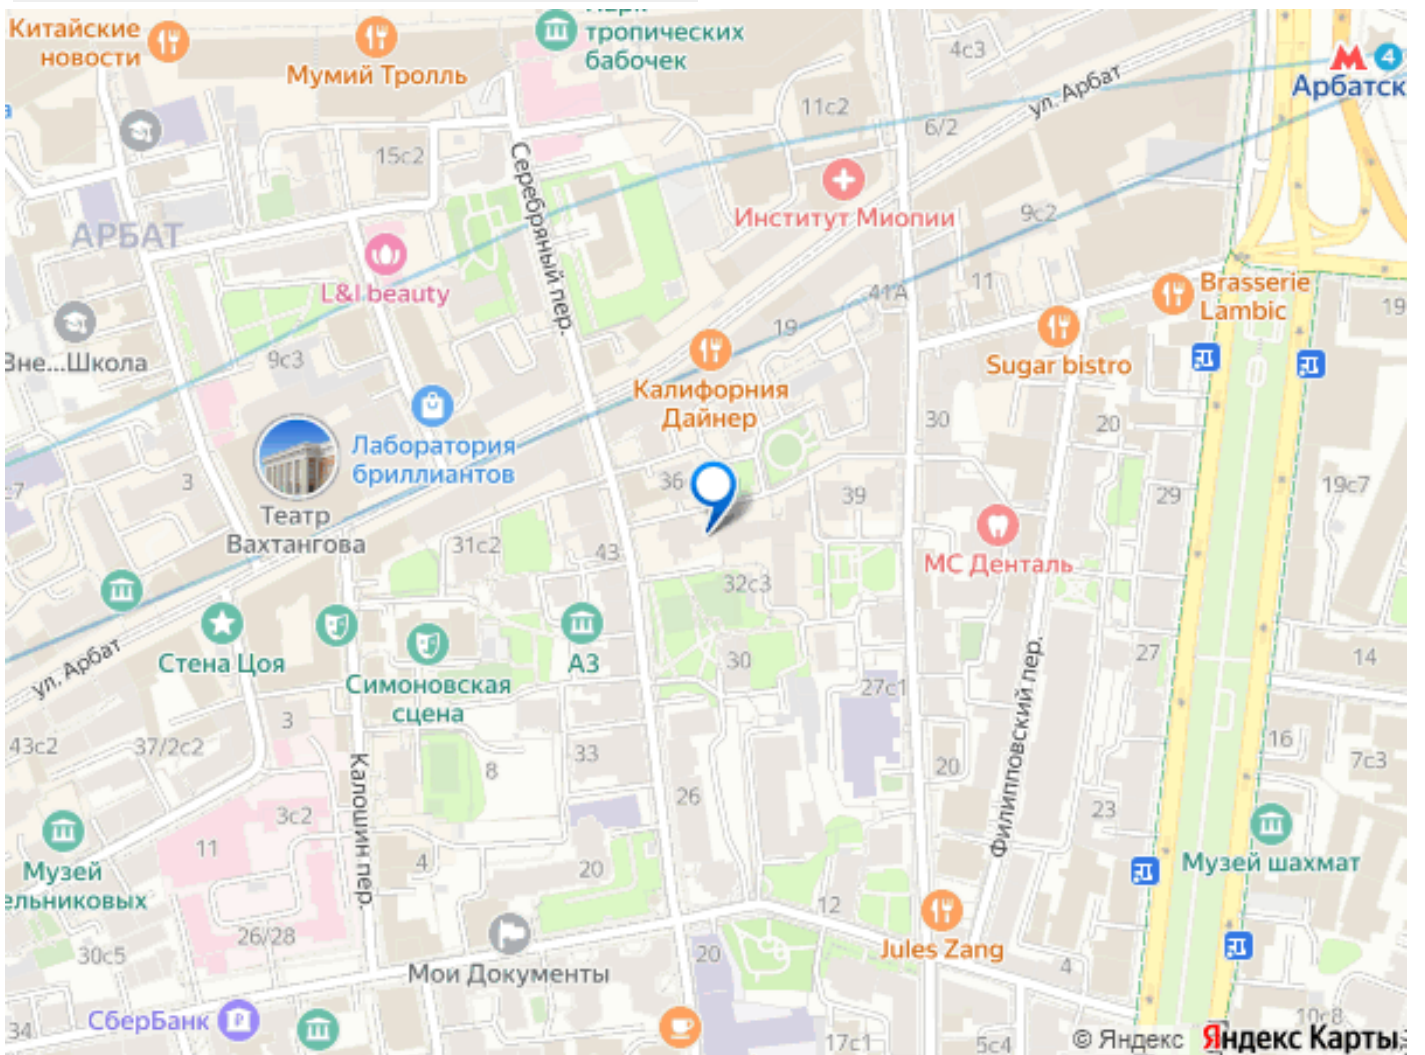 Китайские
новости
Мумий Тролль
тропических
бабочек
4с3
ул. Арбат
4
Арбатск
11с2
6/2
15с2
Серебряный пер.
Институт Миопии
9с2
АРБАТ
L&I beauty
41А
11
Brasserie
Lambic
19
19
Sugar bistro
Вне...Школа
9с3
Калифорния
Дайнер
30
20
Лаборатория
бриллиантов
3
36
39
29
19с7
Театр
Вахтангова
31с2
43
МС Денталь
32с3
ул. Арбат
Стена Цоя
А3
Симоновская
сцена
30
27с1
27
14
Филипповский пер.
3
43с2
37/2с2
33
8
Калошин пер.
20
16
7с3
26
3с2
23
11
4
20
Музей
ельниковых
Музей шахмат
12
Jules Zang
26/28
30с5
Мои Документы
20
4
СберБанк
34
17с1
5с4
10с8
© Яндекс Яндекс Карты